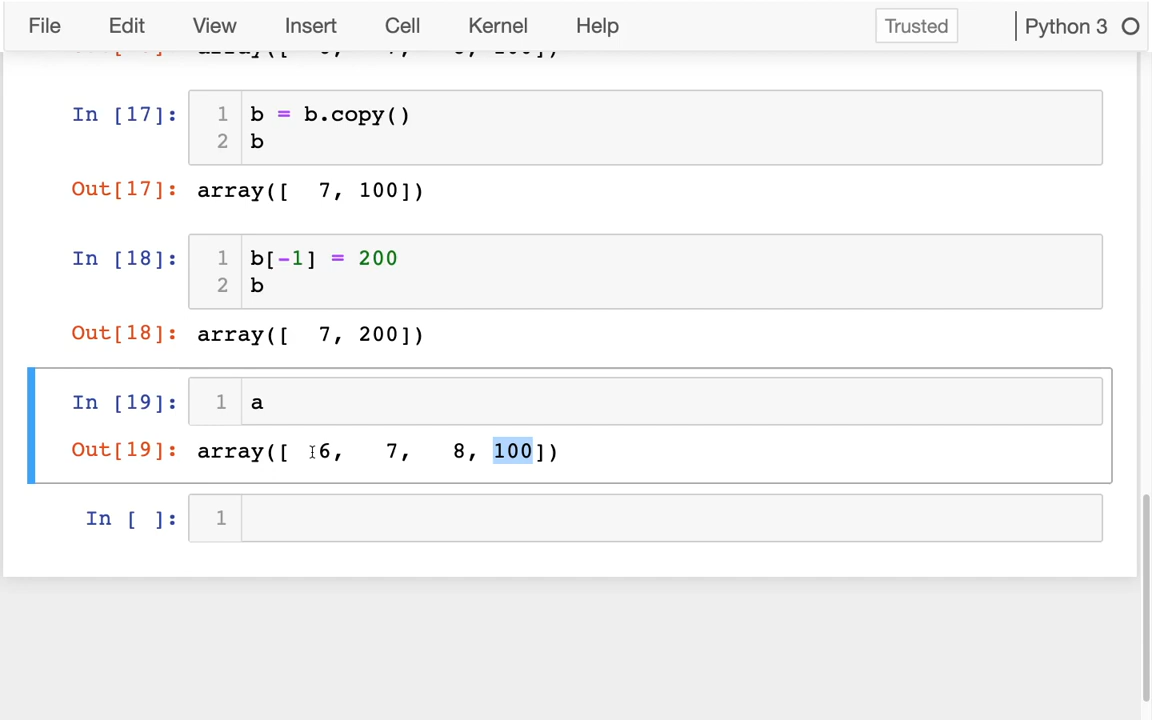 File Edit View Insert Cell Kernel Help Trusted Python 3
In [17]: 1 b = b.copy()
2 b
Out[17]: array([  7, 100])
In [18]: 1 b[-1] = 200
2 b
Out[18]: array([  7, 200])
In [19]: 1 a
Out[19]: array([  6,   7,   8, 100])
In [ ]: 1